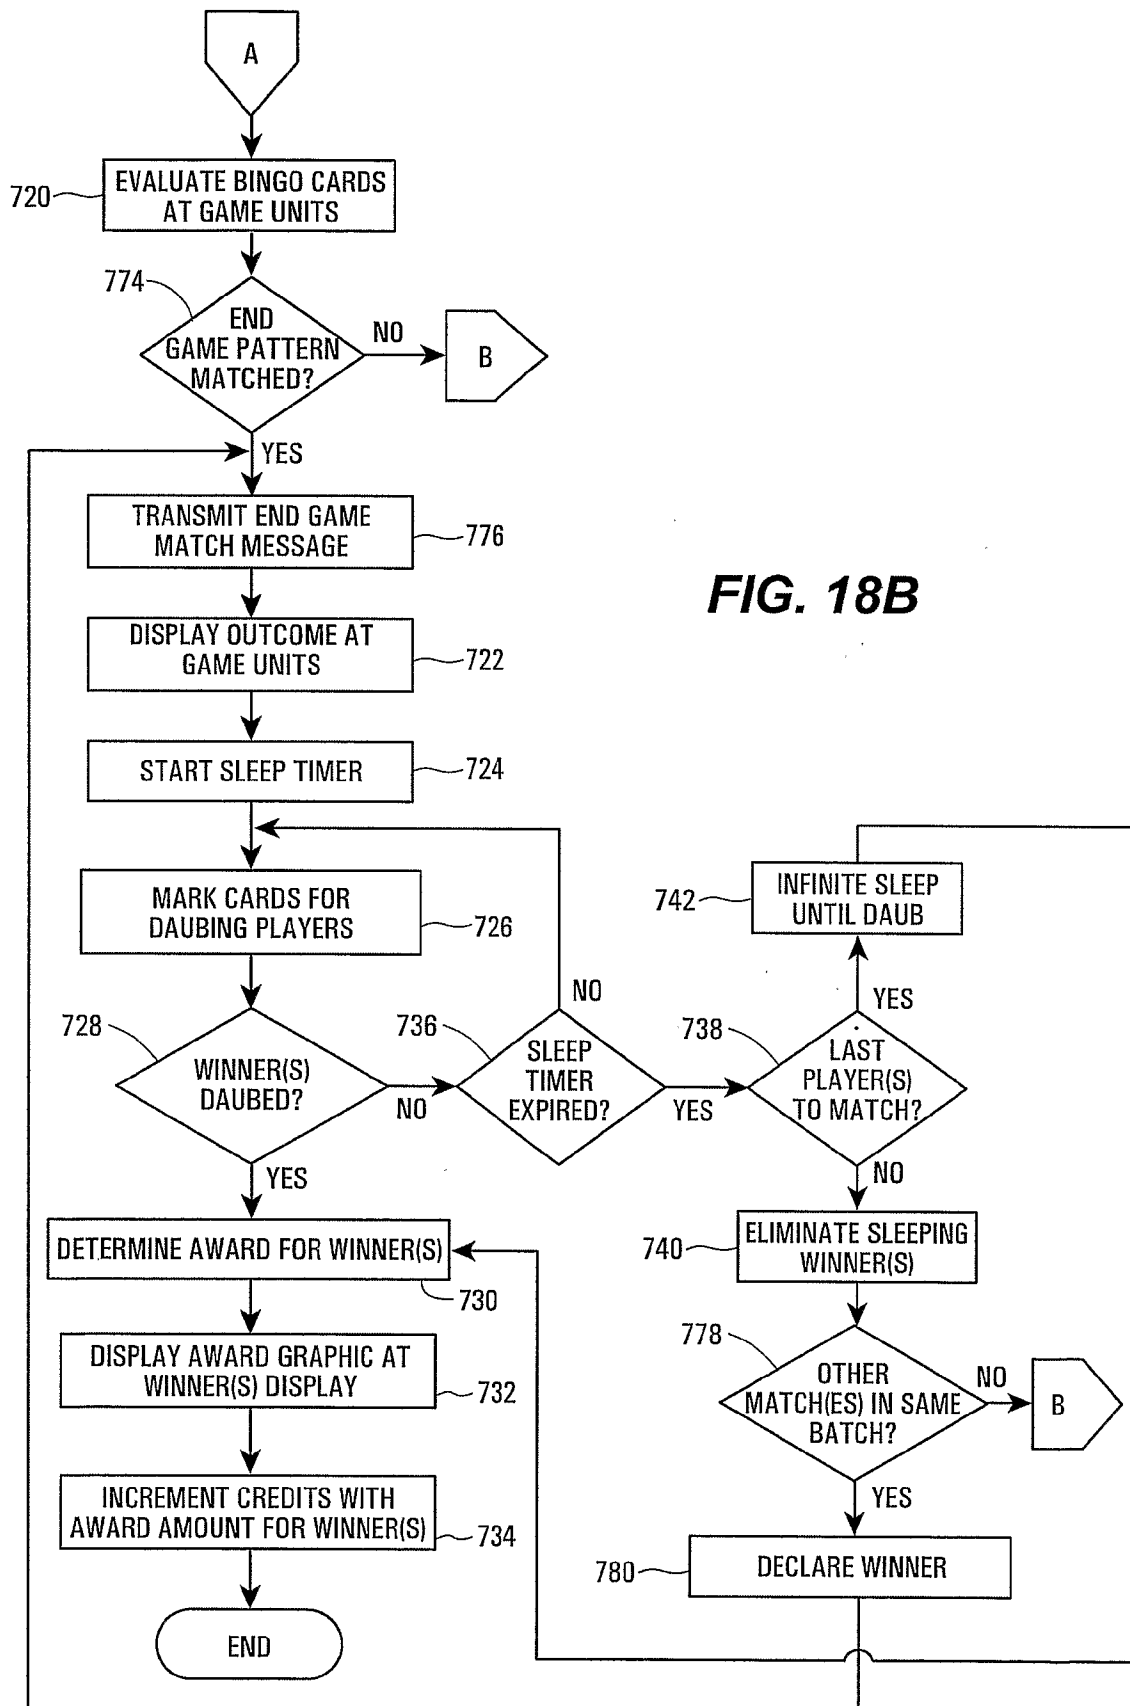 A
720
EVALUATE BINGO CARDS
AT GAME UNITS
774
END
GAME PATTERN
MATCHED?
NO
B
YES
TRANSMIT END GAME
MATCH MESSAGE
776
FIG. 18B
DISPLAY OUTCOME AT
GAME UNITS
722
START SLEEP TIMER
724
MARK CARDS FOR
DAUBING PLAYERS
726
742
INFINITE SLEEP
UNTIL DAUB
728
WINNER(S)
DAUBED?
NO
736
NO
SLEEP
TIMER
EXPIRED?
YES
738
YES
LAST
PLAYER(S)
TO MATCH?
NO
YES
DETERMINE AWARD FOR WINNER(S)
730
740
ELIMINATE SLEEPING
WINNER(S)
DISPLAY AWARD GRAPHIC AT
WINNER(S) DISPLAY
732
778
OTHER
MATCH(ES) IN SAME
BATCH?
NO
B
YES
INCREMENT CREDITS WITH
AWARD AMOUNT FOR WINNER(S)
734
780
DECLARE WINNER
END